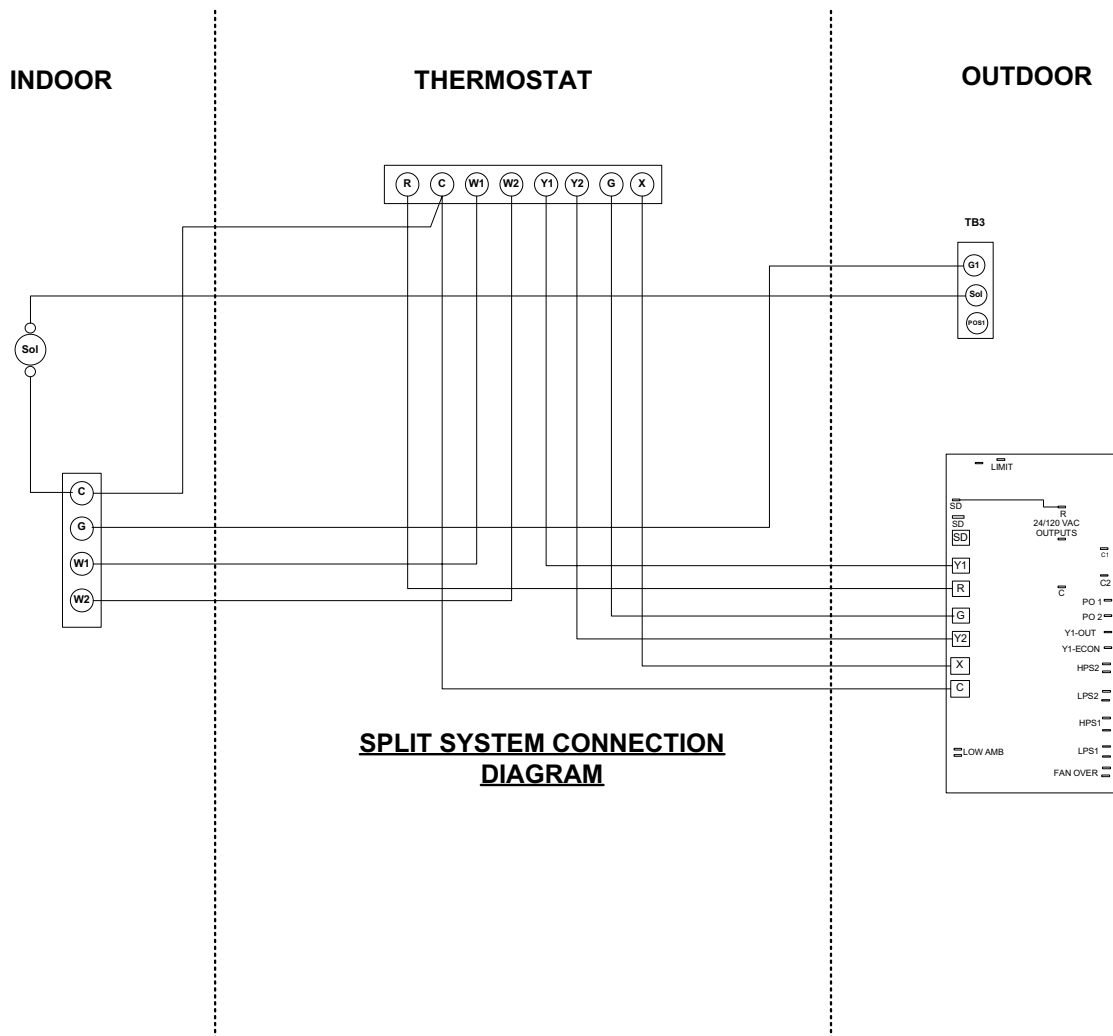 INDOOR
THERMOSTAT
OUTDOOR
R C W1 W2 Y1 Y2 G X
TB3
G1
Sol
POS1
Sol
C
G
W1
W2
LIMIT
SD
R
SD
24/120 VAC
OUTPUTS
SD
C1
Y1
C2
R
C
PO 1
G
PO 2
Y1-OUT
Y2
Y1-ECON
X
HPS2
C
LPS2
HPS1
LOW AMB
LPS1
FAN OVER
SPLIT SYSTEM CONNECTION
DIAGRAM